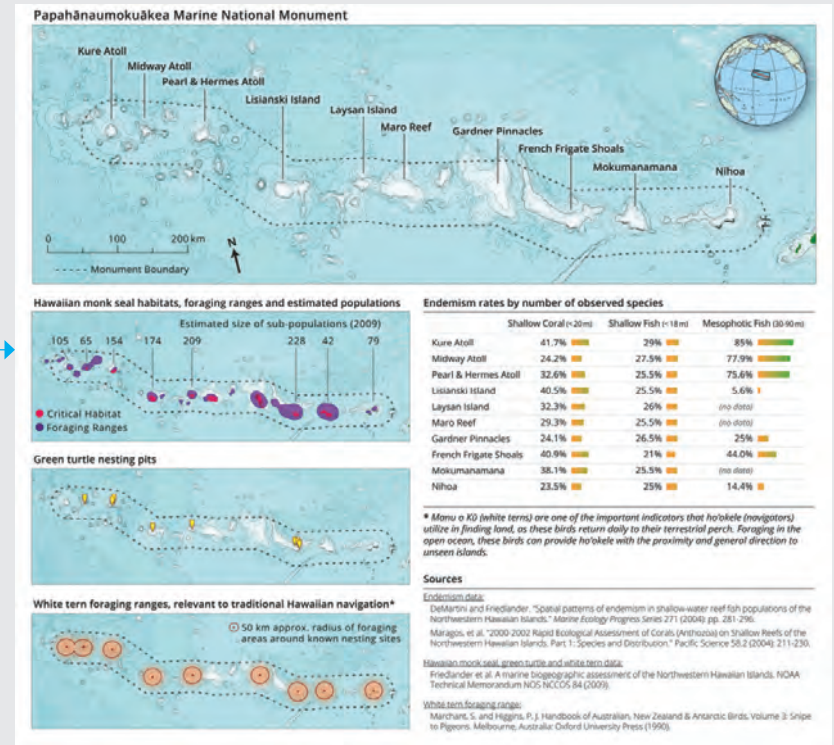 Papahānaumokuākea Marine National Monument
Kure Atoll
Midway Atoll
Pearl & Hermes Atoll
Lisianski Island
Laysan Island
Maro Reef
Gardner Pinnacles
French Frigate Shoals
Mokumanamana
Nihoa
0 100 200 km
N
Monument Boundary
Hawaiian monk seal habitats, foraging ranges and estimated populations
Estimated size of sub-populations (2009)
105 65 154 174 209 228 42 79
Critical Habitat
Foraging Ranges
Green turtle nesting pits
White tern foraging ranges, relevant to traditional Hawaiian navigation*
50 km approx. radius of foraging
areas around known nesting sites
Endemism rates by number of observed species
Shallow Coral (<20 m) Shallow Fish (<18 m) Mesophotic Fish (30-90 m)
Kure Atoll 41.7% 29% 85%
Midway Atoll 24.2% 27.5% 77.9%
Pearl & Hermes Atoll 32.6% 25.5% 75.6%
Lisianski Island 40.5% 25.5% 5.6%
Laysan Island 32.3% 26% (no data)
Maro Reef 29.3% 25.5% (no data)
Gardner Pinnacles 24.1% 26.5% 25%
French Frigate Shoals 40.9% 21% 44.0%
Mokumanamana 38.1% 25.5% (no data)
Nihoa 23.5% 25% 14.4%
* Manu o Kū (white terns) are one of the important indicators that ho'okele (navigators)
utilize in finding land, as these birds return daily to their terrestrial perch. Foraging in the
open ocean, these birds can provide ho'okele with the proximity and general direction to
unseen islands.
Sources
Endemism data:
DeMartini and Friedlander. "Spatial patterns of endemism in shallow-water reef fish populations of the
Northwestern Hawaiian Islands." Marine Ecology Progress Series 271 (2004): pp. 281-296.
Maragos, et al. "2000-2002 Rapid Ecological Assessment of Corals (Anthozoa) on Shallow Reefs of the
Northwestern Hawaiian Islands. Part 1: Species and Distribution." Pacific Science 58.2 (2004): 211-230.
Hawaiian monk seal, green turtle and white tern data:
Friedlander et al. A marine biogeographic assessment of the Northwestern Hawaiian Islands. NOAA
Technical Memorandum NOS NCCOS 84 (2009).
White tern foraging range:
Marchant, S. and Higgins, P. J. Handbook of Australian, New Zealand & Antarctic Birds, Volume 3: Snipe
to Pigeons. Melbourne, Australia: Oxford University Press (1990).